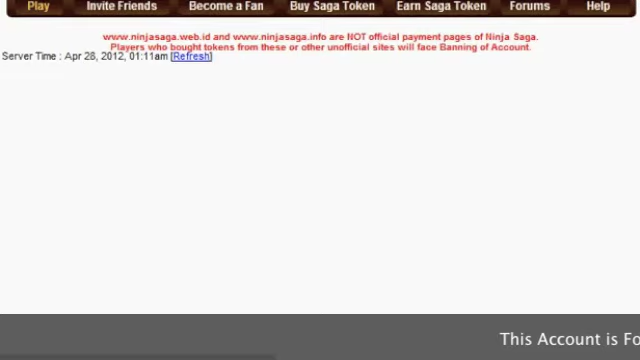 Play Invite Friends Become a Fan Buy Saga Token Earn Saga Token Forums Help
www.ninjasaga.web.id and www.ninjasaga.info are NOT official payment pages of Ninja Saga.
Players who bought tokens from these or other unofficial sites will face Banning of Account.
Server Time : Apr 28, 2012, 01:11am [Refresh]
This Account is Fo